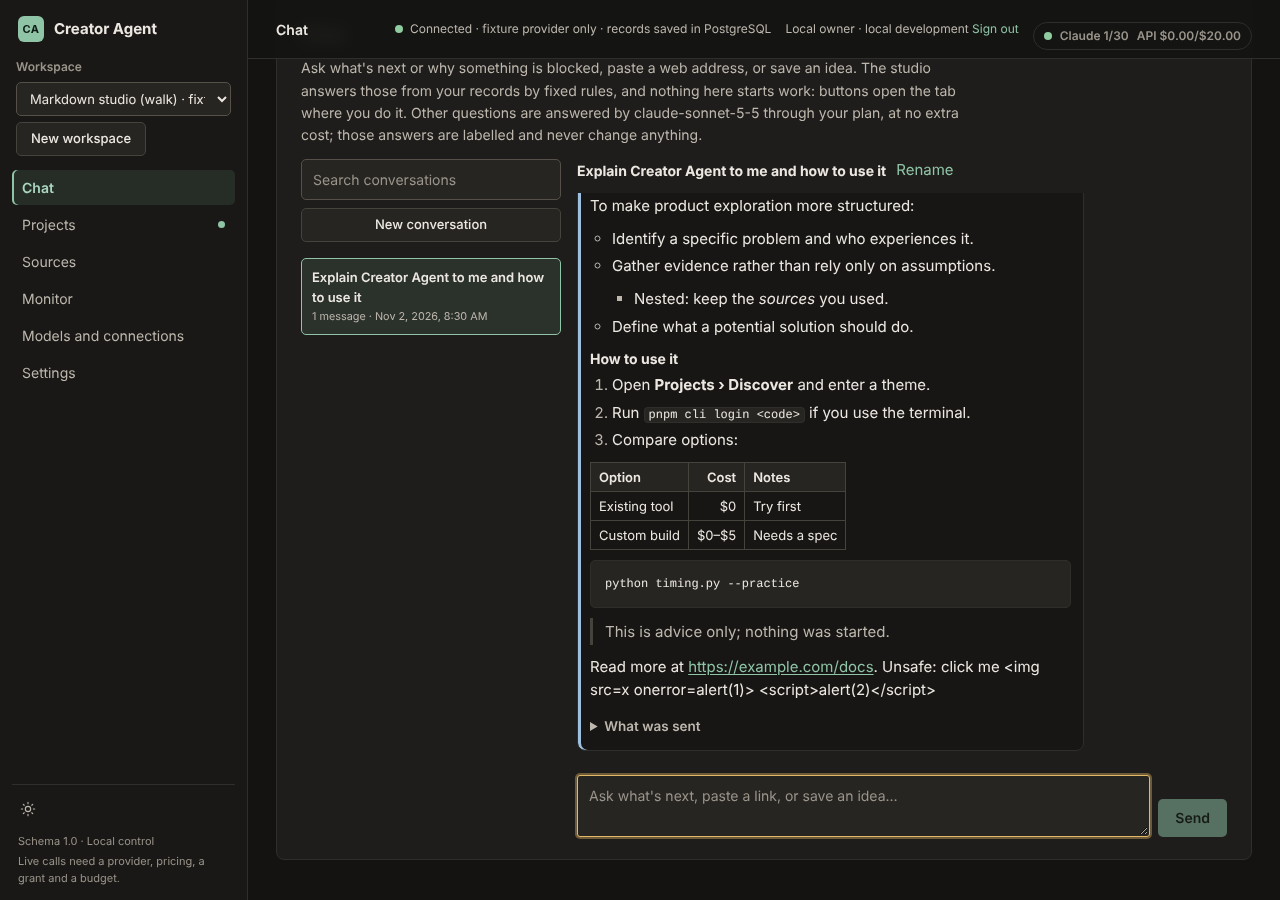 CA Creator Agent
Workspace
Markdown studio (walk) · fix
New workspace
Chat
Projects
Sources
Monitor
Models and connections
Settings
Schema 1.0 · Local control
Live calls need a provider, pricing, a
grant and a budget.
Chat
Connected · fixture provider only · records saved in PostgreSQL
Local owner · local development Sign out
Claude 1/30 API $0.00/$20.00
Ask what's next or why something is blocked, paste a web address, or save an idea. The studio
answers those from your records by fixed rules, and nothing here starts work: buttons open the tab
where you do it. Other questions are answered by claude-sonnet-5-5 through your plan, at no extra
cost; those answers are labelled and never change anything.
Search conversations
New conversation
Explain Creator Agent to me and how
to use it
1 message · Nov 2, 2026, 8:30 AM
Explain Creator Agent to me and how to use it Rename
To make product exploration more structured:
Identify a specific problem and who experiences it.
Gather evidence rather than rely only on assumptions.
Nested: keep the sources you used.
Define what a potential solution should do.
How to use it
1. Open Projects › Discover and enter a theme.
2. Run pnpm cli login <code> if you use the terminal.
3. Compare options:
Option Cost Notes
Existing tool $0 Try first
Custom build $0–$5 Needs a spec
python timing.py --practice
This is advice only; nothing was started.
Read more at https://example.com/docs. Unsafe: click me <img
src=x onerror=alert(1)> <script>alert(2)</script>
What was sent
Ask what's next, paste a link, or save an idea...
Send